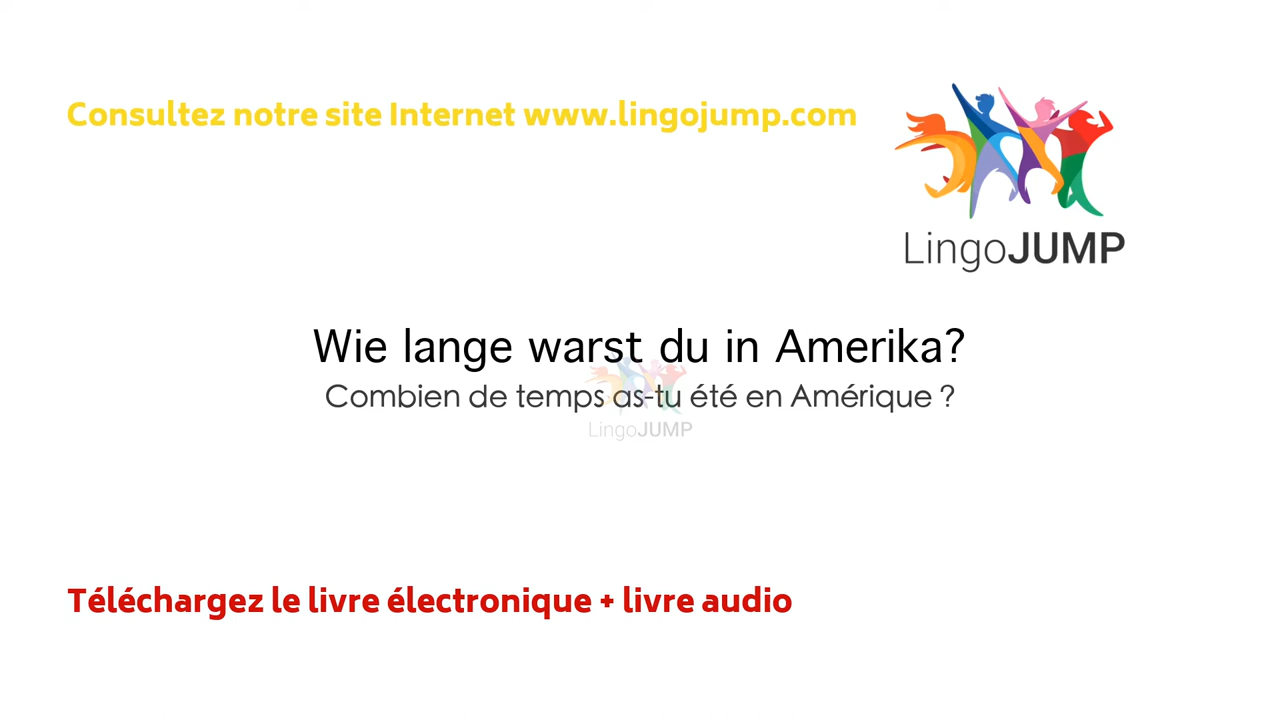 Consultez notre site Internet www.lingojump.com
LingoJUMP
Wie lange warst du in Amerika?
Combien de temps as-tu été en Amérique ?
LingoJUMP
Téléchargez le livre électronique + livre audio